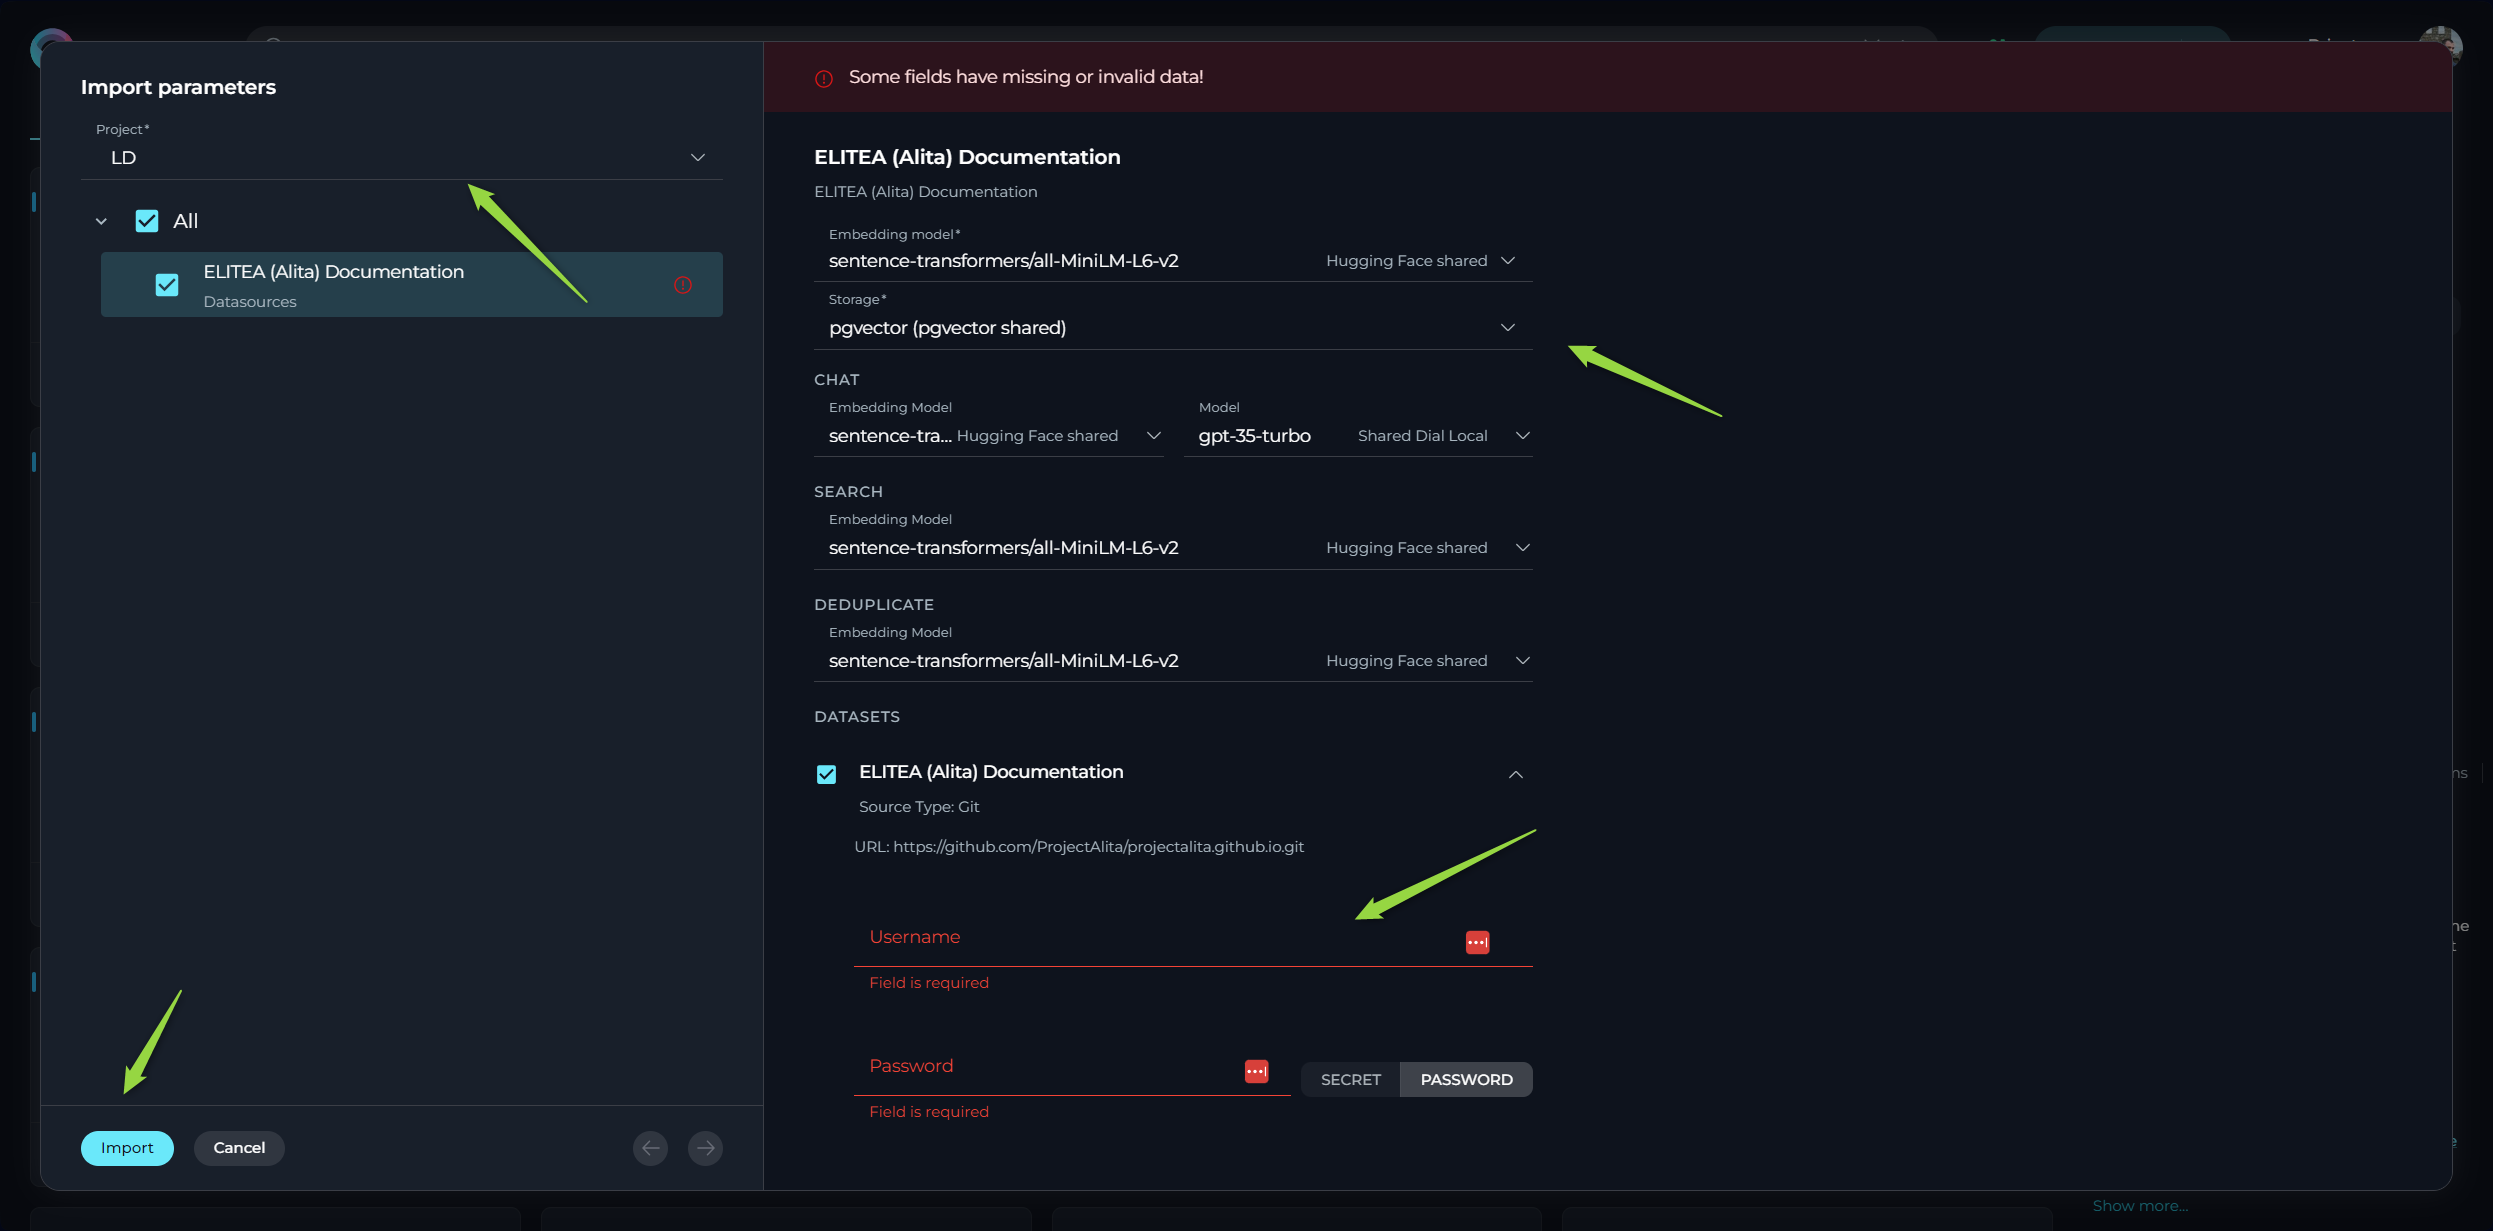 Import parameters
Project*
LD
All
ELITEA (Alita) Documentation
Datasources
Import
Cancel
Some fields have missing or invalid data!
ELITEA (Alita) Documentation
ELITEA (Alita) Documentation
Embedding model*
sentence-transformers/all-MiniLM-L6-v2 Hugging Face shared
Storage*
pgvector (pgvector shared)
CHAT
Embedding Model Model
sentence-tra... Hugging Face shared gpt-35-turbo Shared Dial Local
SEARCH
Embedding Model
sentence-transformers/all-MiniLM-L6-v2 Hugging Face shared
DEDUPLICATE
Embedding Model
sentence-transformers/all-MiniLM-L6-v2 Hugging Face shared
DATASETS
ELITEA (Alita) Documentation
Source Type: Git
URL: https://github.com/ProjectAlita/projectalita.github.io.git
Username
Field is required
Password
SECRET PASSWORD
Field is required
Show more...